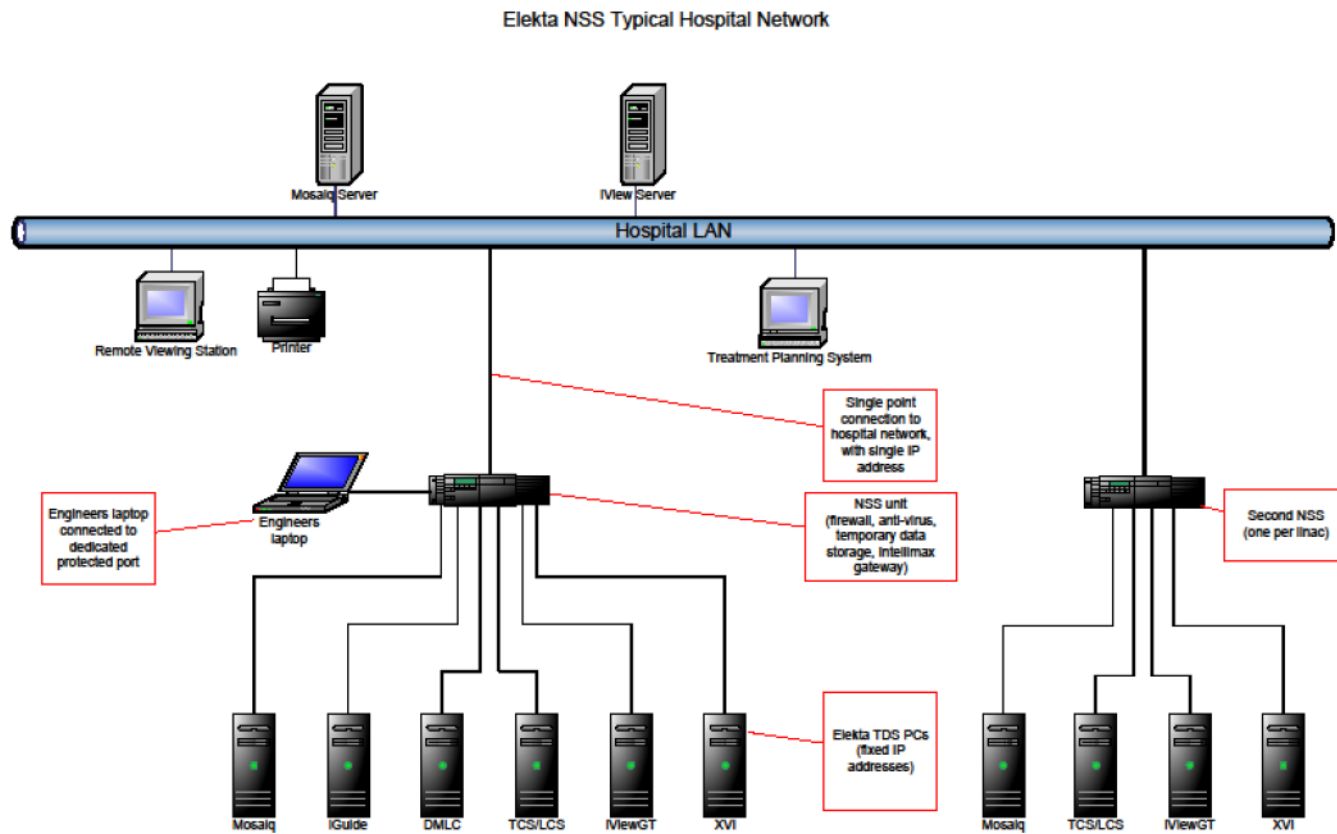 Elekta NSS Typical Hospital Network
Mosaiq Server
IView Server
Hospital LAN
Remote Viewing Station
Printer
Treatment Planning System
Single point
connection to
hospital network,
with single IP
address
Engineers laptop
connected to
dedicated
protected port
Engineers
laptop
NSS unit
(firewall, anti-virus,
temporary data
storage, Intellimax
gateway)
Second NSS
(one per linac)
Elekta TDS PCs
(fixed IP
addresses)
Mosaiq
IGuide
DMLC
TCS/LCS
IViewGT
XVI
Mosaiq
TCS/LCS
IViewGT
XVI